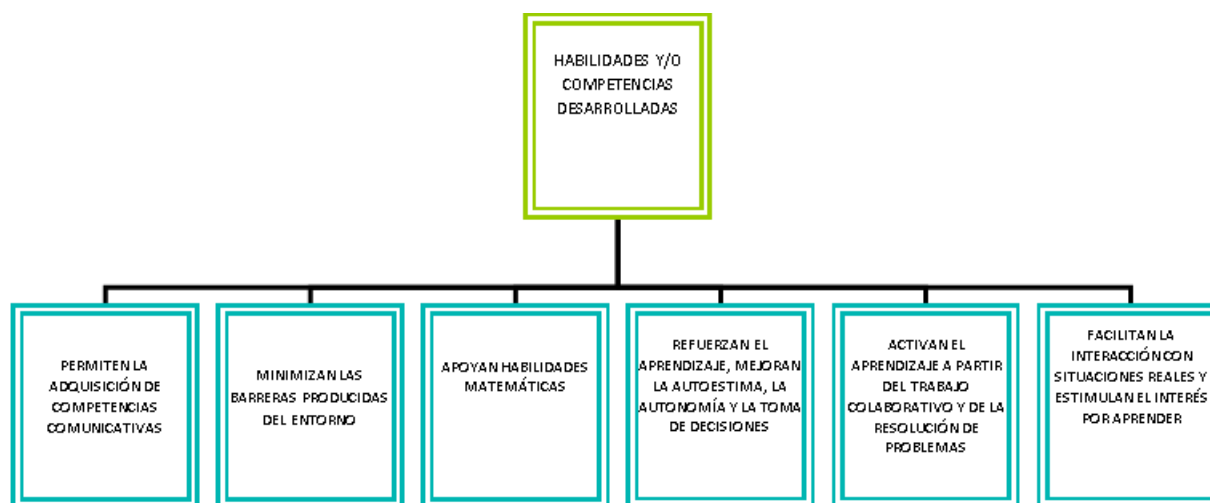 HABILIDADES Y/O
COMPETENCIAS
DESARROLLADAS
PERMITEN LA
ADQUISICIÓN DE
COMPETENCIAS
COMUNICATIVAS
MINIMIZAN LAS
BARRERAS PRODUCIDAS
DEL ENTORNO
APOYAN HABILIDADES
MATEMÁTICAS
REFUERZAN EL
APRENDIZAJE, MEJORAN
LA AUTOESTIMA, LA
AUTONOMÍA Y LA TOMA
DE DECISIONES
ACTIVAN EL
APRENDIZAJE A PARTIR
DEL TRABAJO
COLABORATIVO Y DE LA
RESOLUCIÓN DE
PROBLEMAS
FACILITAN LA
INTERACCIÓN CON
SITUACIONES REALES Y
ESTIMULAN EL INTERÉS
POR APRENDER